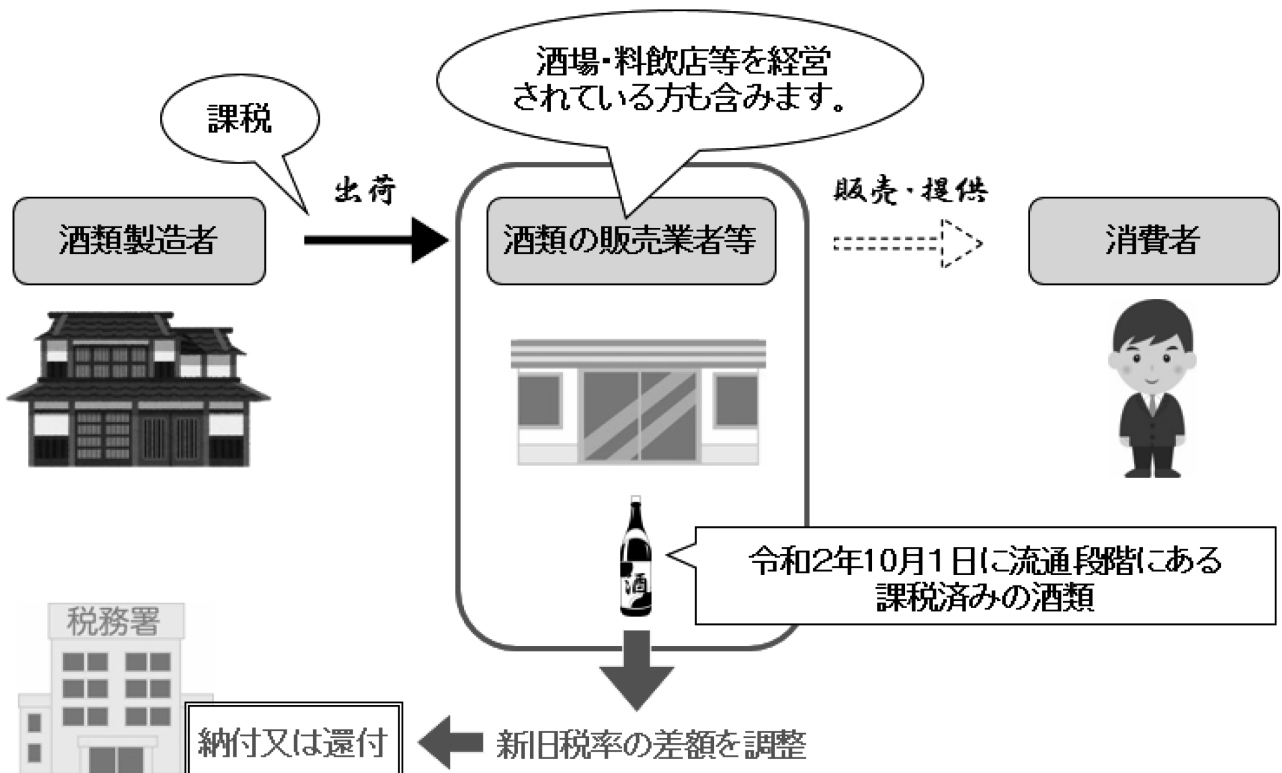 酒場・料飲店等を経営
されている方も含みます。
課税
出荷
販売・提供
酒類製造者
酒類の販売業者等
消費者
酒
令和2年10月1日に流通段階にある
課税済みの酒類
税務署
納付又は還付
新旧税率の差額を調整